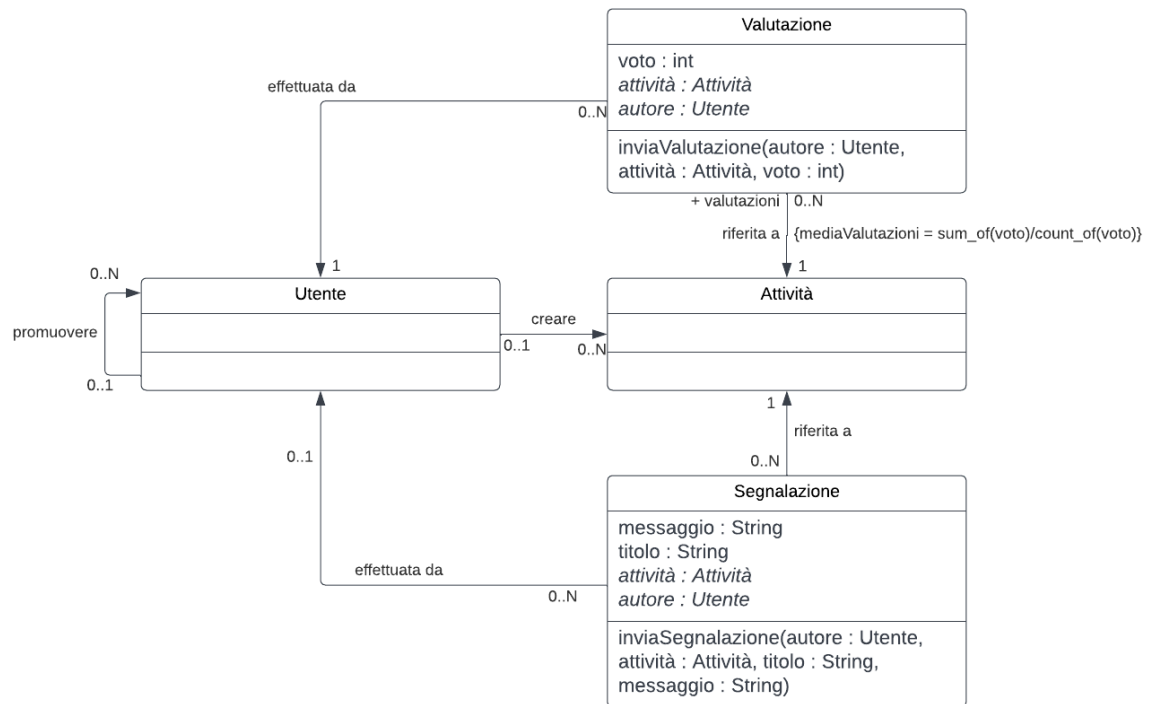 Valutazione
voto : int
attività : Attività
autore : Utente
inviaValutazione(autore : Utente,
attività : Attività, voto : int)
effettuata da
0..N
1
+ valutazioni
0..N
riferita a
{mediaValutazioni = sum_of(voto)/count_of(voto)}
1
Utente
0..N
promuovere
0..1
creare
0..1
0..N
Attività
1
riferita a
0..N
0..1
effettuata da
0..N
Segnalazione
messaggio : String
titolo : String
attività : Attività
autore : Utente
inviaSegnalazione(autore : Utente,
attività : Attività, titolo : String,
messaggio : String)